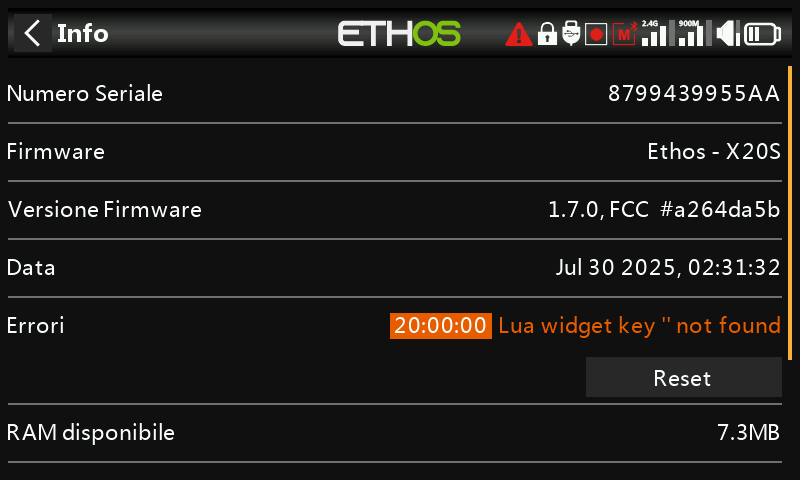 Info
ETHOS
M
2.4G
900M
Numero Seriale 8799439955AA
Firmware Ethos - X20S
Versione Firmware 1.7.0, FCC #a264da5b
Data Jul 30 2025, 02:31:32
Errori 20:00:00 Lua widget key '' not found
Reset
RAM disponibile 7.3MB